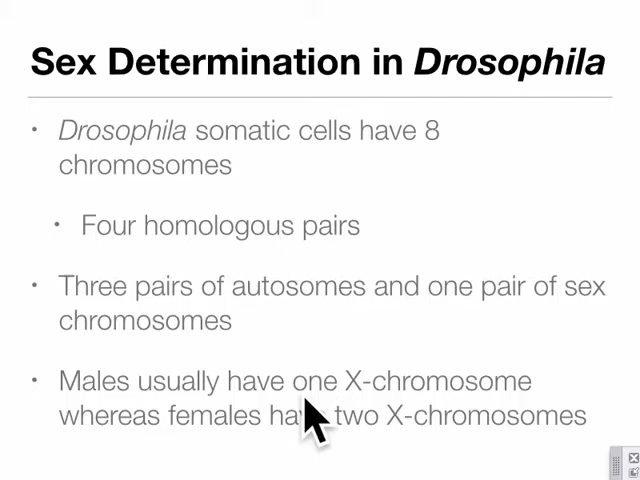 Sex Determination in Drosophila
• Drosophila somatic cells have 8
chromosomes
• Four homologous pairs
• Three pairs of autosomes and one pair of sex
chromosomes
• Males usually have one X-chromosome
whereas females have two X-chromosomes